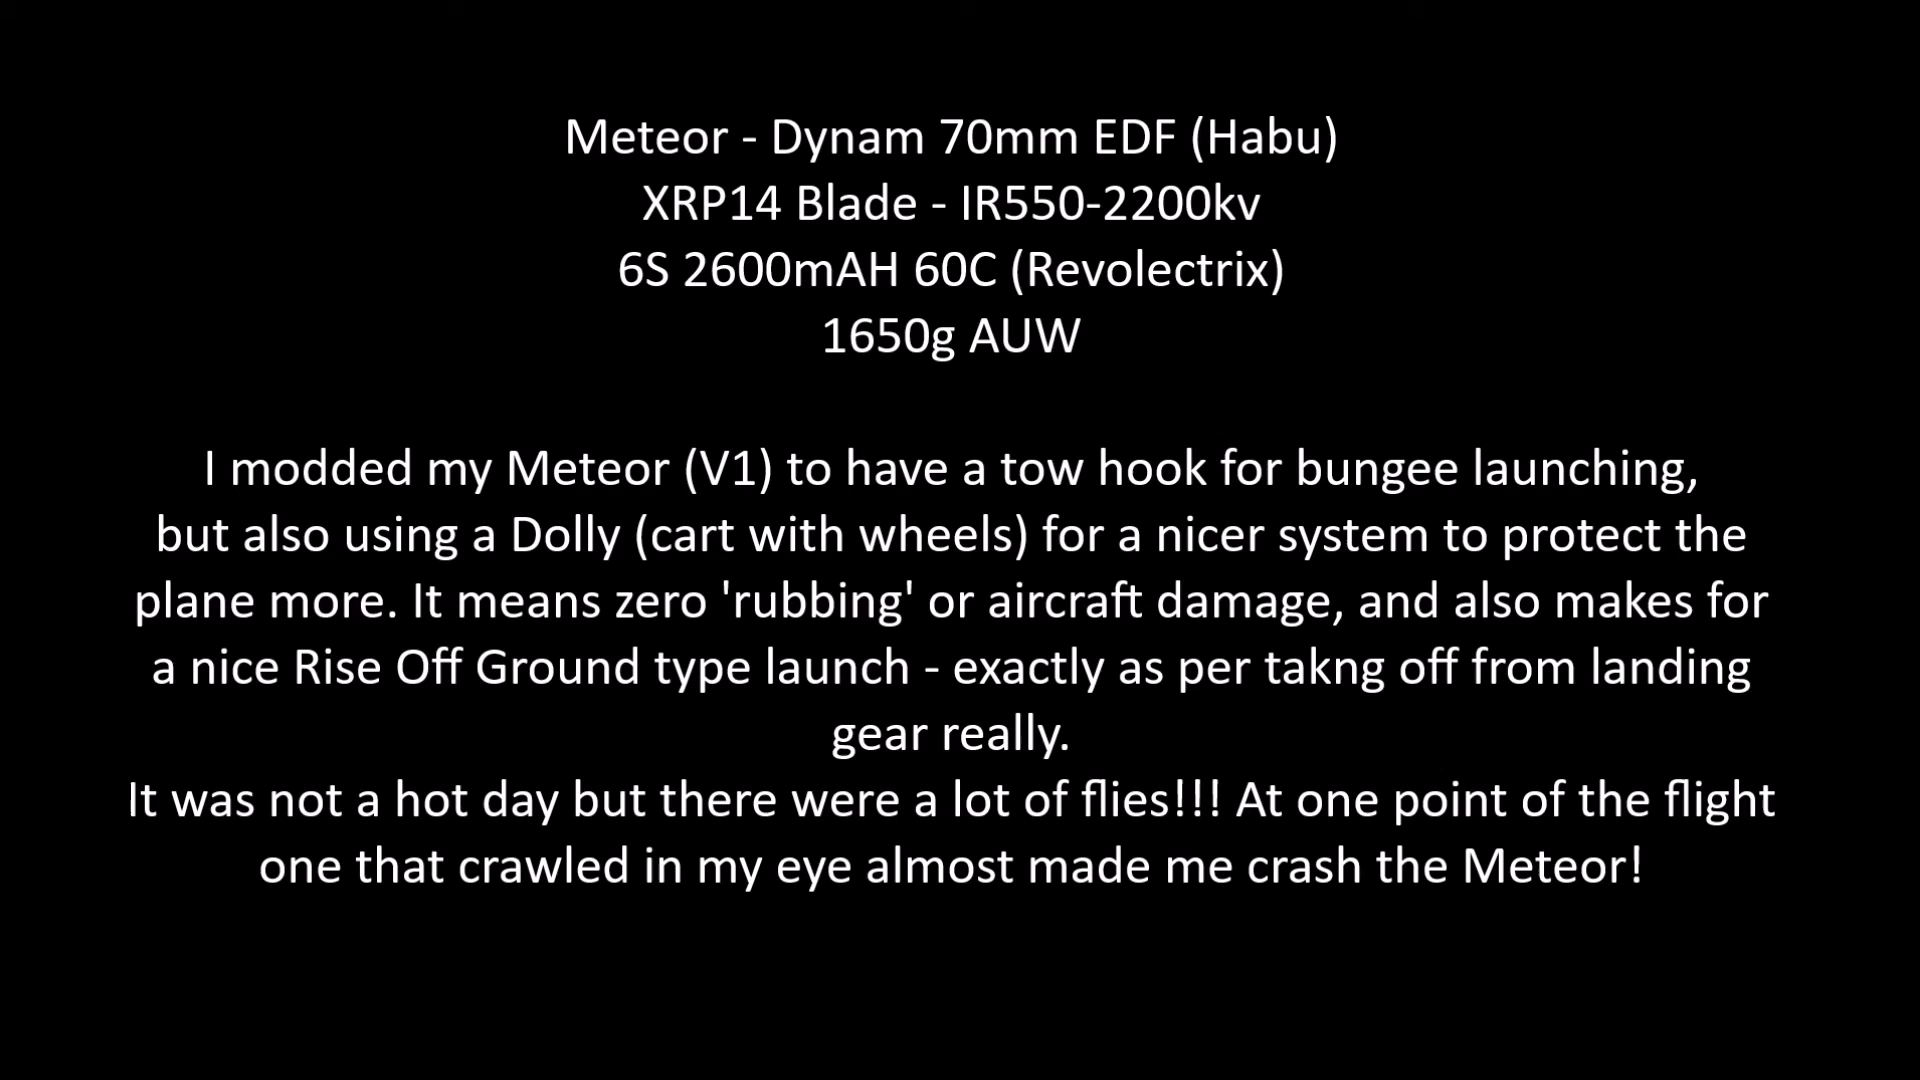 Meteor - Dynam 70mm EDF (Habu)
XRP14 Blade - IR550-2200kv
6S 2600mAH 60C (Revolectrix)
1650g AUW
I modded my Meteor (V1) to have a tow hook for bungee launching,
but also using a Dolly (cart with wheels) for a nicer system to protect the
plane more. It means zero 'rubbing' or aircraft damage, and also makes for
a nice Rise Off Ground type launch - exactly as per takng off from landing
gear really.
It was not a hot day but there were a lot of flies!!! At one point of the flight
one that crawled in my eye almost made me crash the Meteor!